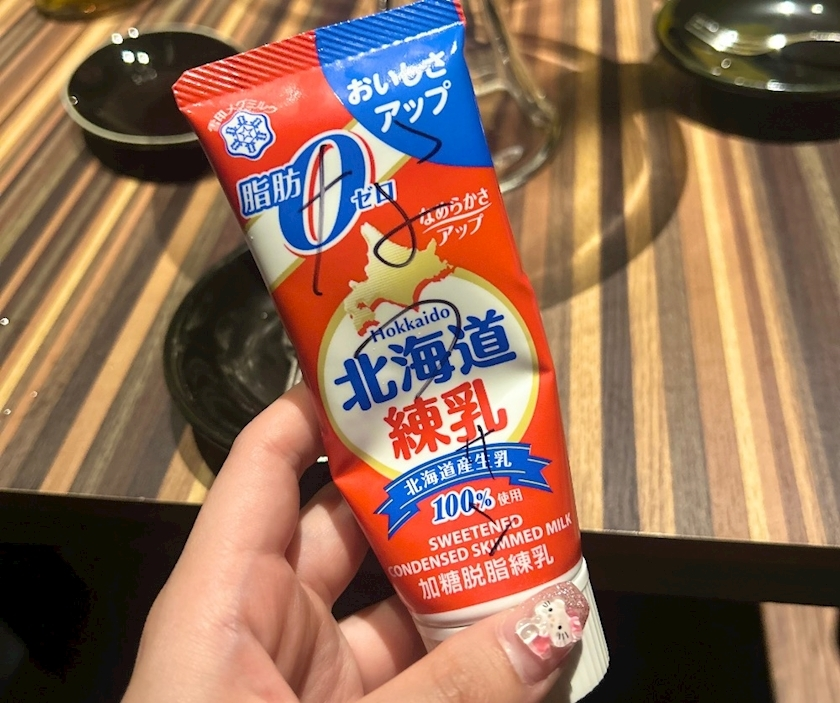 おいしさ
アップ
雪印メグミルク
脂肪0ゼロ
なめらかさ
アップ
Hokkaido
北海道
練乳
北海道産生乳
100%使用
SWEETENED
CONDENSED SKIMMED MILK
加糖脱脂練乳